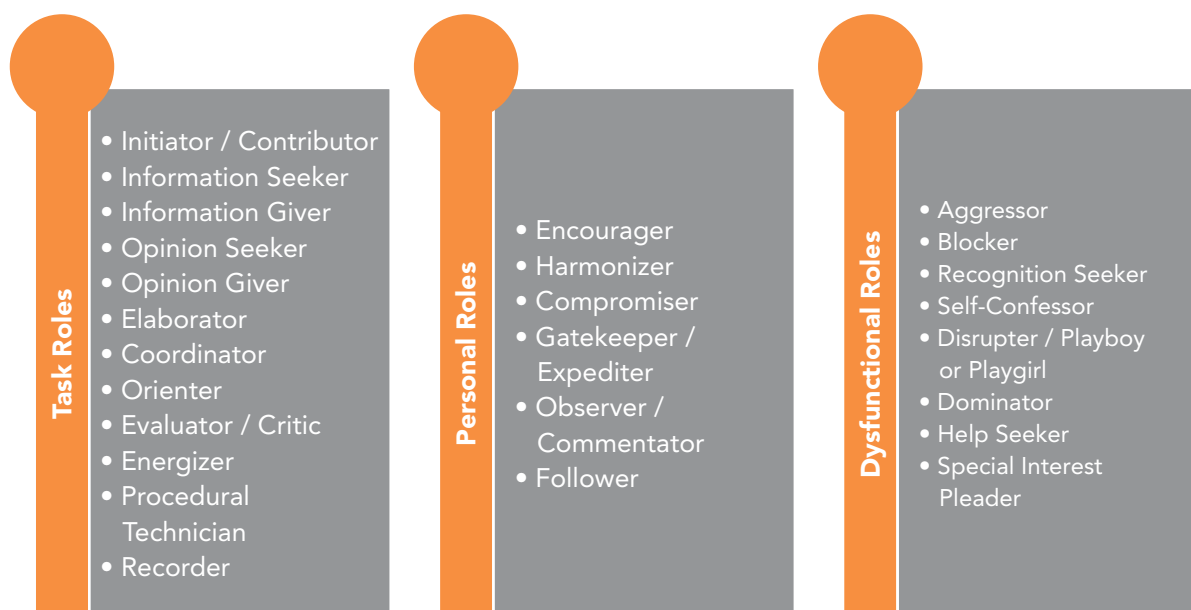 Task Roles
• Initiator / Contributor
• Information Seeker
• Information Giver
• Opinion Seeker
• Opinion Giver
• Elaborator
• Coordinator
• Orienter
• Evaluator / Critic
• Energizer
• Procedural
Technician
• Recorder
Personal Roles
• Encourager
• Harmonizer
• Compromiser
• Gatekeeper /
Expediter
• Observer /
Commentator
• Follower
Dysfunctional Roles
• Aggressor
• Blocker
• Recognition Seeker
• Self-Confessor
• Disrupter / Playboy
or Playgirl
• Dominator
• Help Seeker
• Special Interest
Pleader